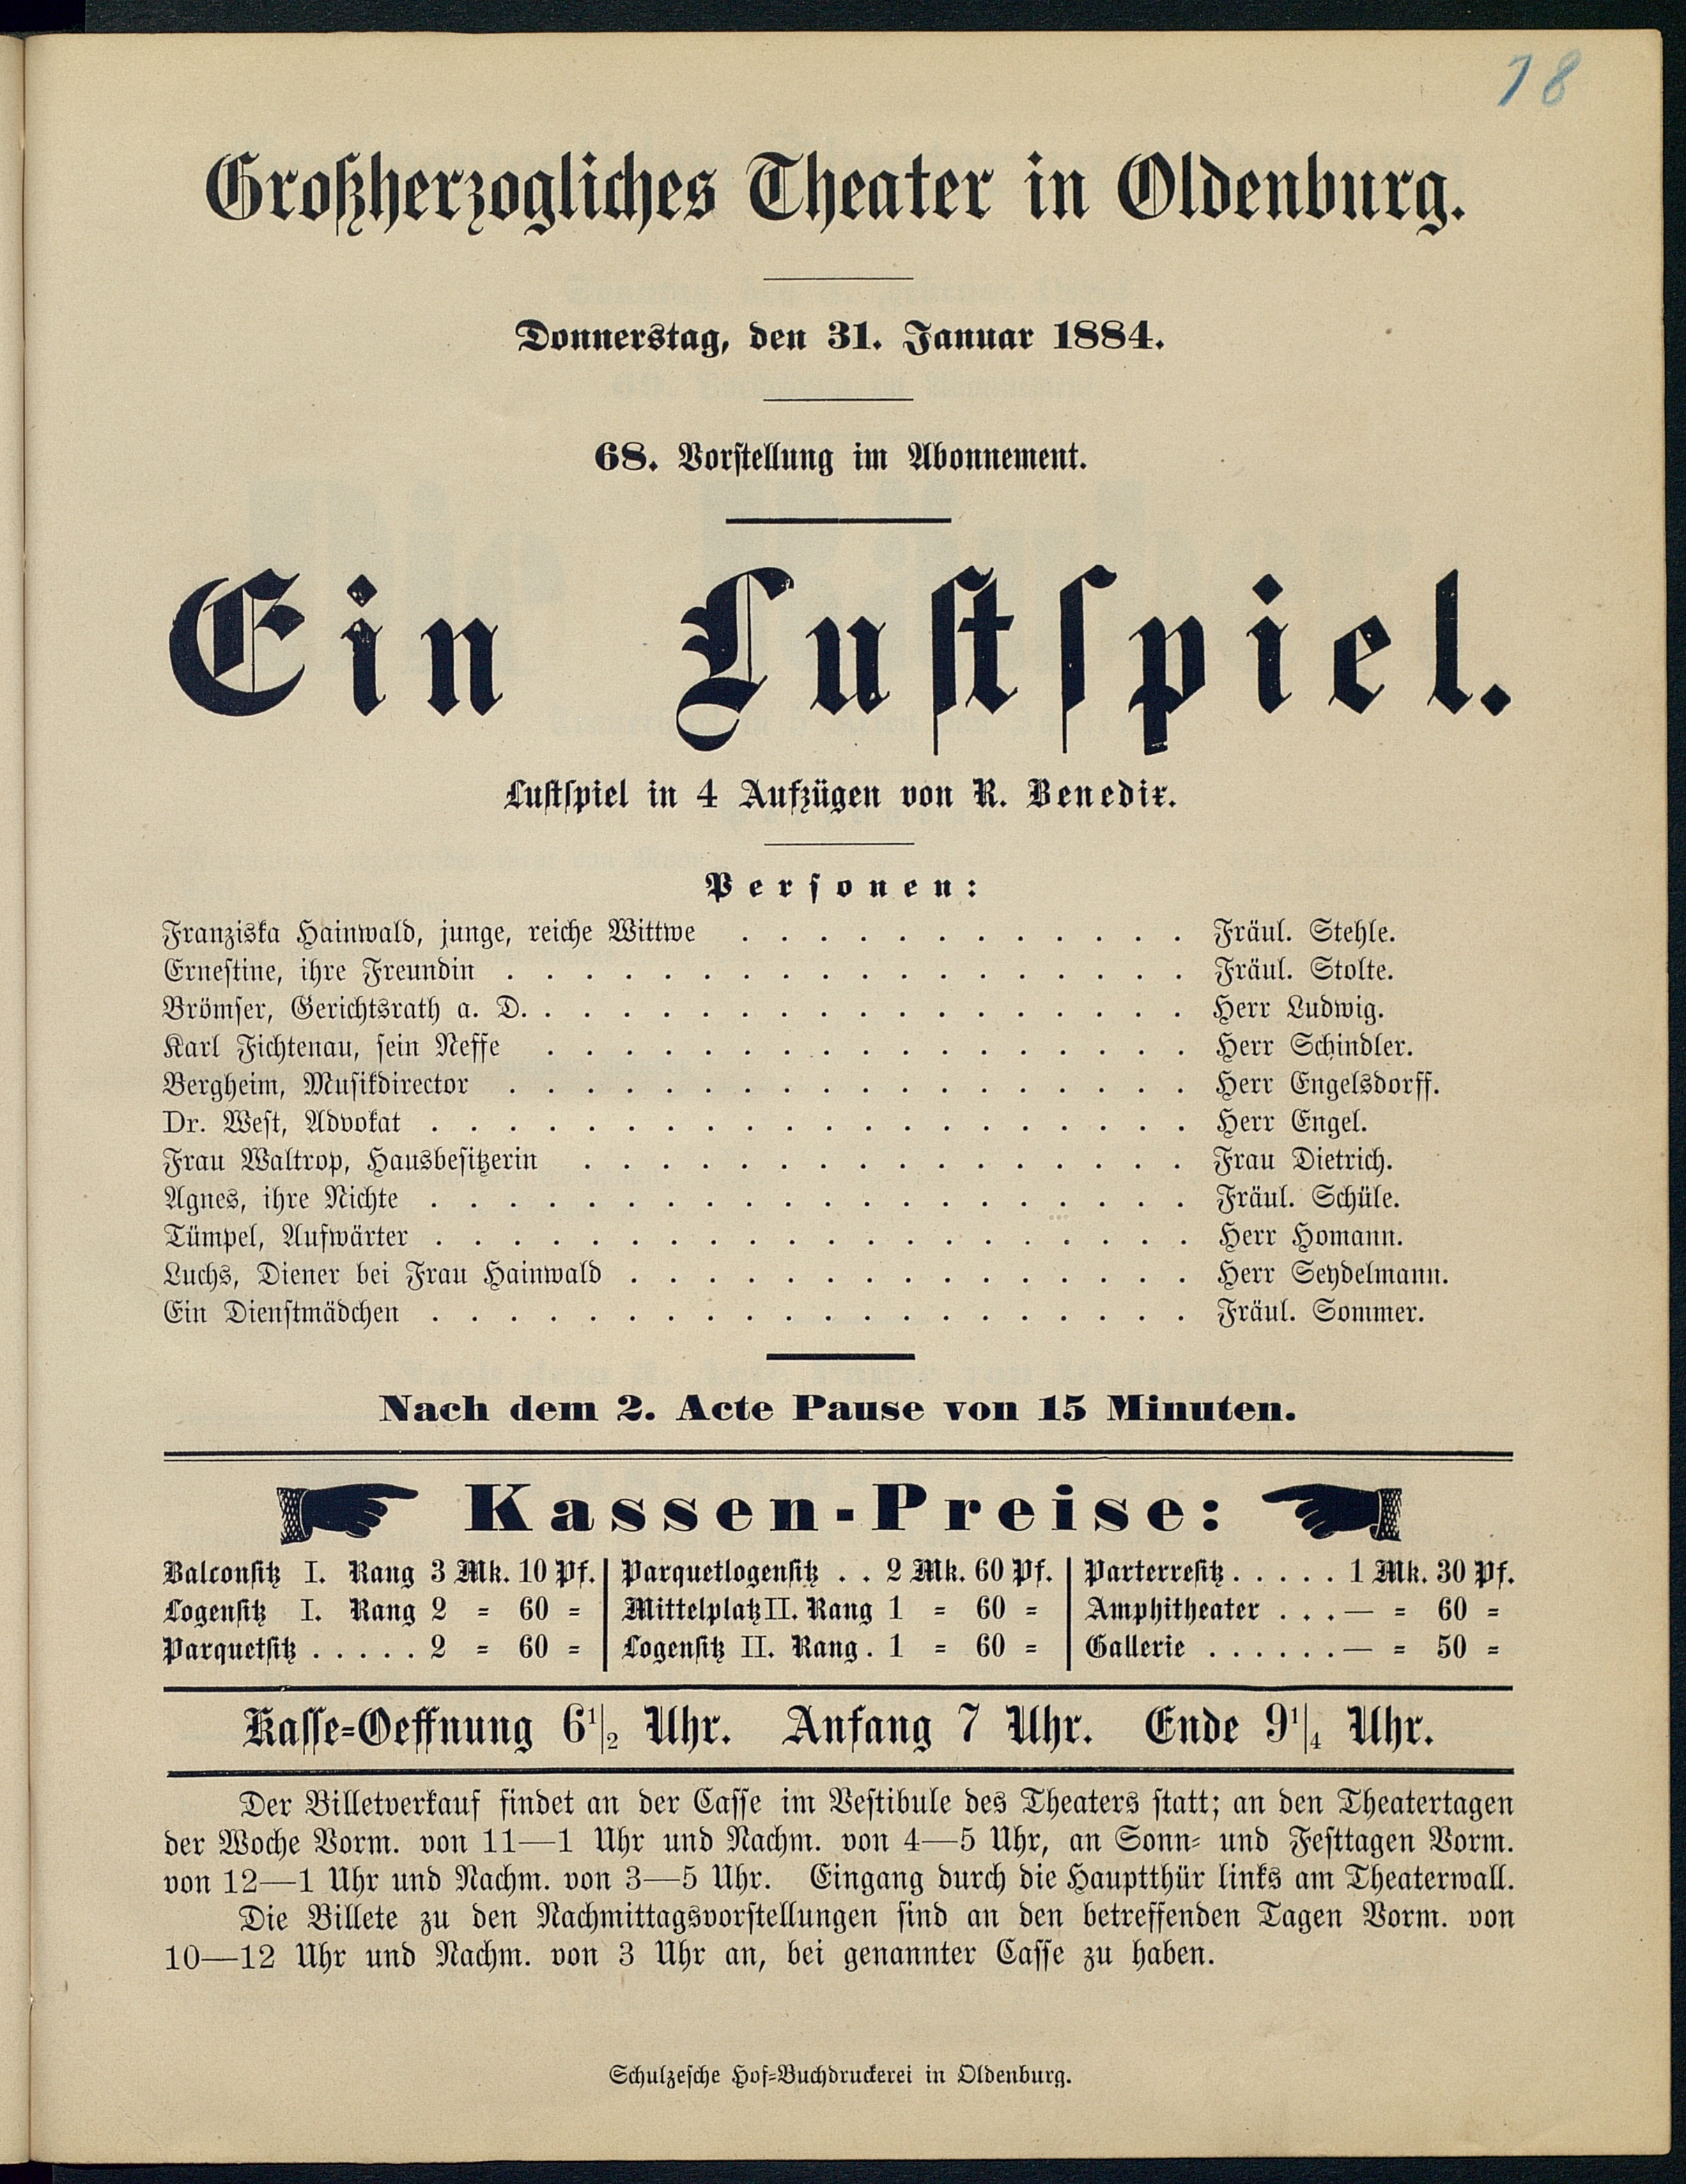 18
Großherzogliches Theater in Oldenburg.
Donnerstag, den 31. Januar 1884.
68. Vorstellung im Abonnement.
Ein Lustspiel.
Lustspiel in 4 Aufzügen von R. Benedix.
Personen:
Franziska Hainwald, junge, reiche Wittwe . . . . . . . . . . . . Fräul. Stehle.
Ernestine, ihre Freundin . . . . . . . . . . . . . . . . . . Fräul. Stolte.
Brömser, Gerichtsrath a. D. . . . . . . . . . . . . . . . . . Herr Ludwig.
Karl Fichtenau, sein Neffe . . . . . . . . . . . . . . . . . Herr Schindler.
Bergheim, Musikdirector . . . . . . . . . . . . . . . . . . Herr Engelsdorff.
Dr. West, Advokat . . . . . . . . . . . . . . . . . . . . Herr Engel.
Frau Waltrop, Hausbesitzerin . . . . . . . . . . . . . . . . Frau Dietrich.
Agnes, ihre Nichte . . . . . . . . . . . . . . . . . . . . Fräul. Schüle.
Tümpel, Aufwärter . . . . . . . . . . . . . . . . . . . . Herr Homann.
Luchs, Diener bei Frau Hainwald . . . . . . . . . . . . . . . Herr Seydelmann.
Ein Dienstmädchen . . . . . . . . . . . . . . . . . . . . Fräul. Sommer.
Nach dem 2. Acte Pause von 15 Minuten.
Kassen-Preise:
Balconsitz I. Rang 3 Mk. 10 Pf. | Parquetlogensitz . . 2 Mk. 60 Pf. | Parterresitz . . . . . 1 Mk. 30 Pf.
Logensitz I. Rang 2 = 60 = | Mittelplatz II. Rang 1 = 60 = | Amphitheater . . . — = 60 =
Parquetsitz . . . . . 2 = 60 = | Logensitz II. Rang . 1 = 60 = | Gallerie . . . . . . — = 50 =
Kasse-Oeffnung 6 1/2 Uhr. Anfang 7 Uhr. Ende 9 1/4 Uhr.
Der Billetverkauf findet an der Casse im Vestibule des Theaters statt; an den Theatertagen
der Woche Vorm. von 11—1 Uhr und Nachm. von 4—5 Uhr, an Sonn- und Festtagen Vorm.
von 12—1 Uhr und Nachm. von 3—5 Uhr. Eingang durch die Hauptthür links am Theaterwall.
Die Billete zu den Nachmittagsvorstellungen sind an den betreffenden Tagen Vorm. von
10—12 Uhr und Nachm. von 3 Uhr an, bei genannter Casse zu haben.
Schulzesche Hof-Buchdruckerei in Oldenburg.